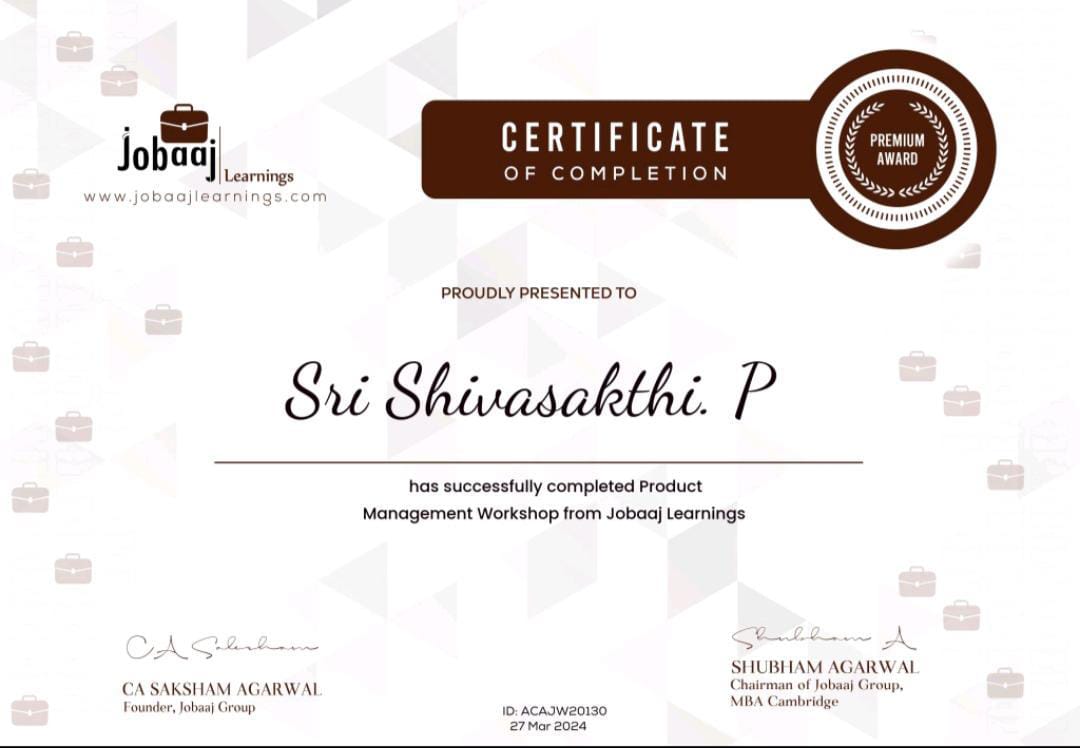 jobaaj
Learnings
www.jobaajlearnings.com
CERTIFICATE
OF COMPLETION
PREMIUM
AWARD
PROUDLY PRESENTED TO
Sri Shivasakthi. P
has successfully completed Product
Management Workshop from Jobaaj Learnings
CA Saksham
CA SAKSHAM AGARWAL
Founder, Jobaaj Group
Shubham A
SHUBHAM AGARWAL
Chairman of Jobaaj Group,
MBA Cambridge
ID: ACAJW20130
27 Mar 2024